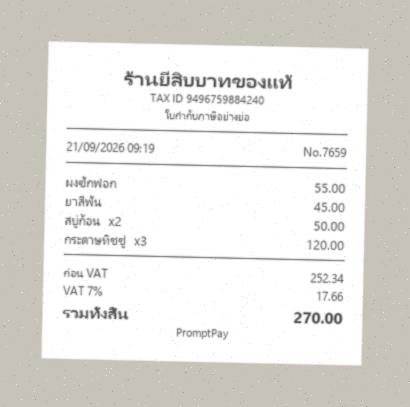 ร้านยี่สิบบาทของแท้
TAX ID 9496759884240
ใบกำกับภาษีอย่างย่อ
21/09/2026 09:19 No.7659
ผงซักฟอก 55.00
ยาสีฟัน 45.00
สบู่ก้อน x2 50.00
กระดาษทิชชู่ x3 120.00
ก่อน VAT 252.34
VAT 7% 17.66
รวมทั้งสิ้น 270.00
PromptPay